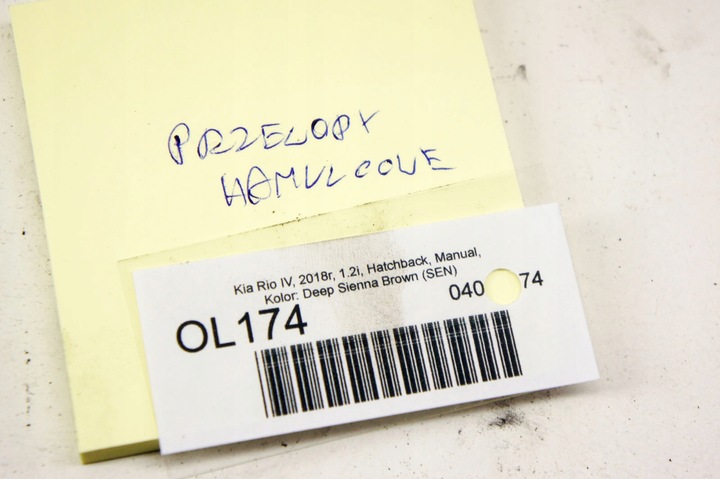 PRZEWODY
HAMULCOWE
Kia Rio IV, 2018r, 1.2i, Hatchback, Manual,
Kolor: Deep Sienna Brown (SEN)
OL174
040 74